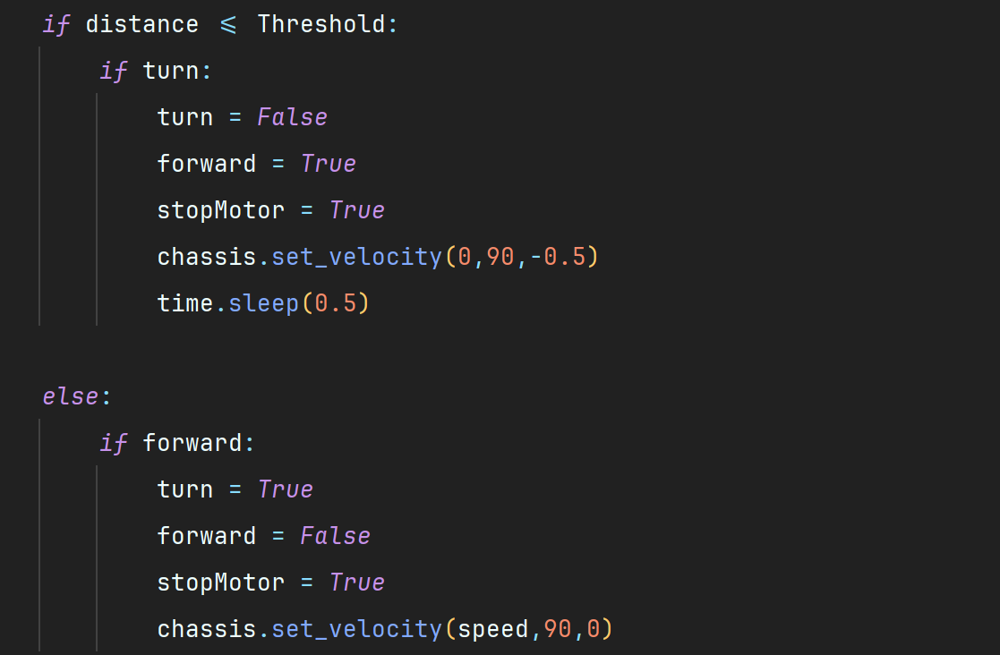 if distance <= Threshold:
    if turn:
        turn = False
        forward = True
        stopMotor = True
        chassis.set_velocity(0,90,-0.5)
        time.sleep(0.5)

else:
    if forward:
        turn = True
        forward = False
        stopMotor = True
        chassis.set_velocity(speed,90,0)